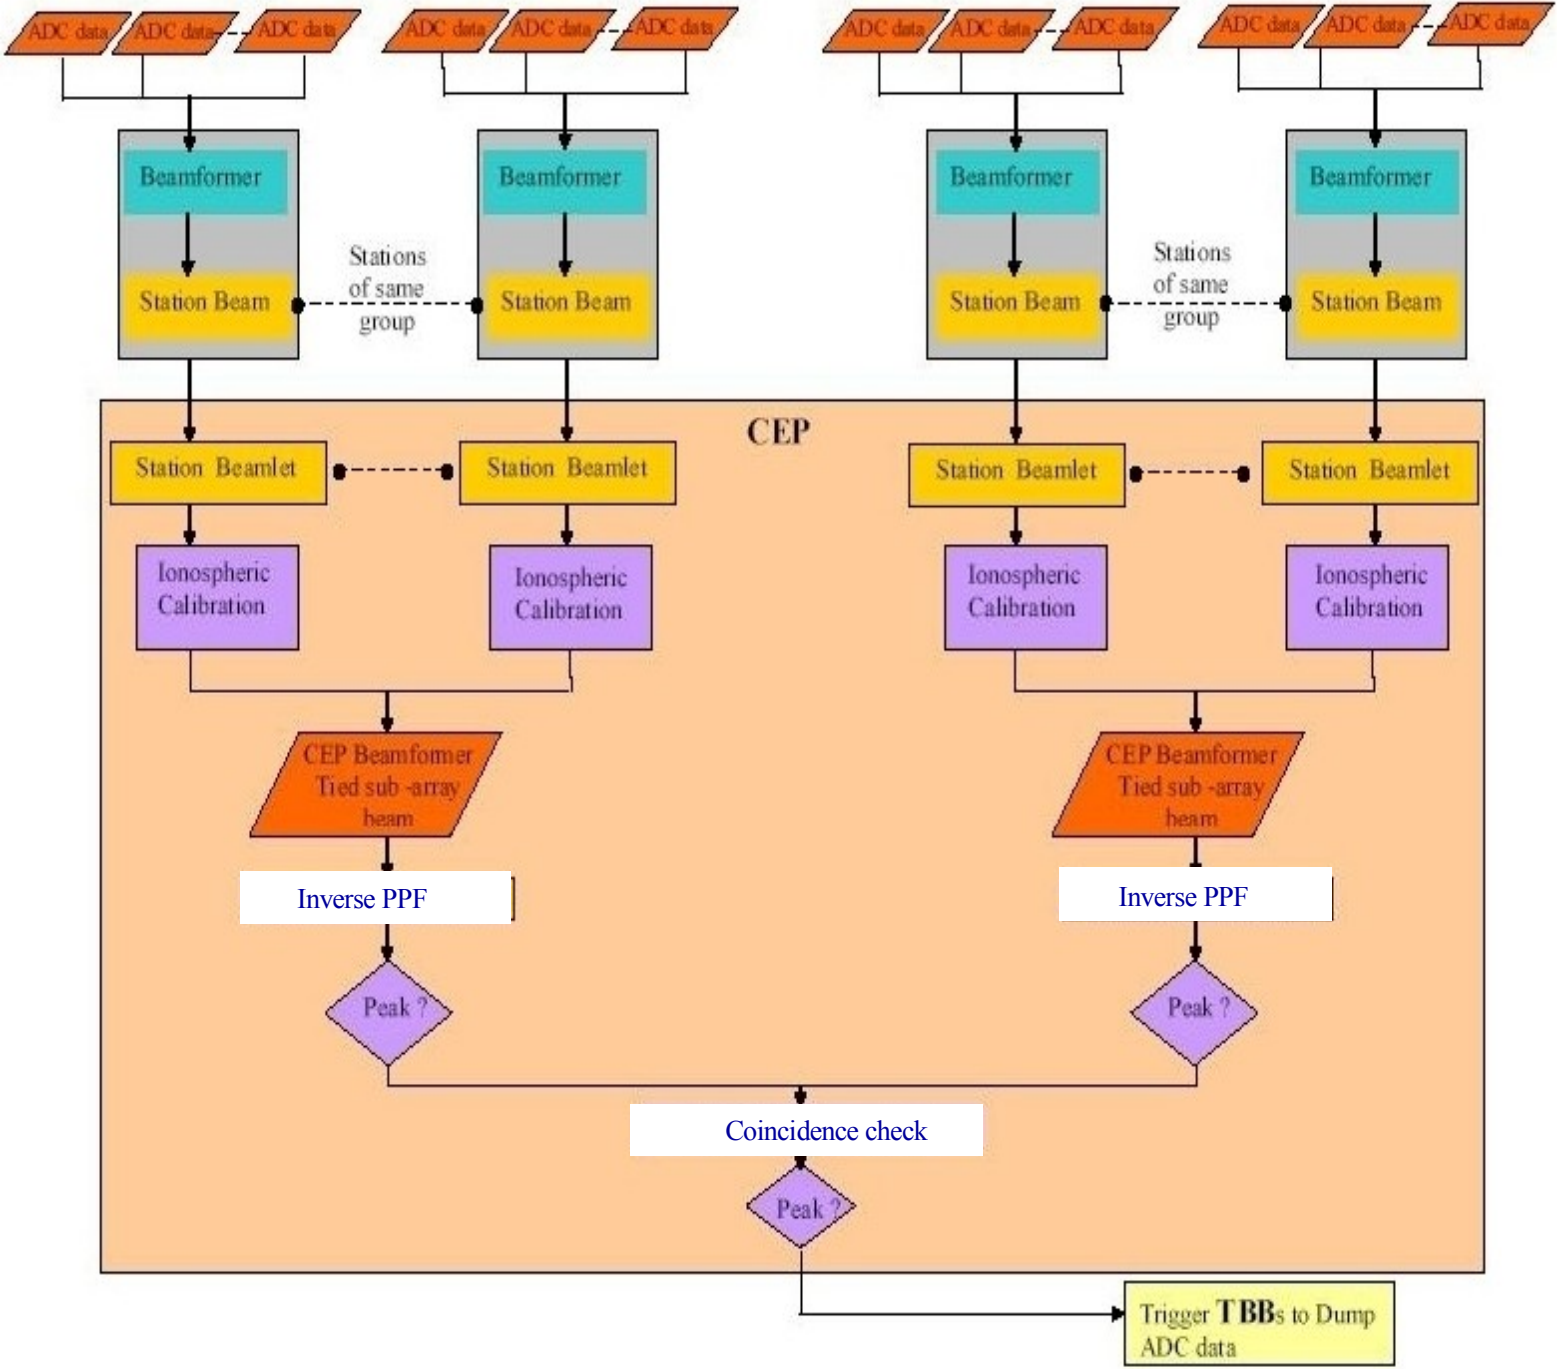 ADC data ADC data ADC data ADC data ADC data ADC data ADC data ADC data ADC data ADC data ADC data ADC data
Beamformer Beamformer Beamformer Beamformer
Stations
of same
group
Stations
of same
group
Station Beam Station Beam Station Beam Station Beam
CEP
Station Beamlet Station Beamlet Station Beamlet Station Beamlet
Ionospheric
Calibration
Ionospheric
Calibration
Ionospheric
Calibration
Ionospheric
Calibration
CEP Beamformer
Tied sub -array
beam
CEP Beamformer
Tied sub -array
beam
Inverse PPF Inverse PPF
Peak ? Peak ?
Coincidence check
Peak ?
Trigger TBBs to Dump
ADC data